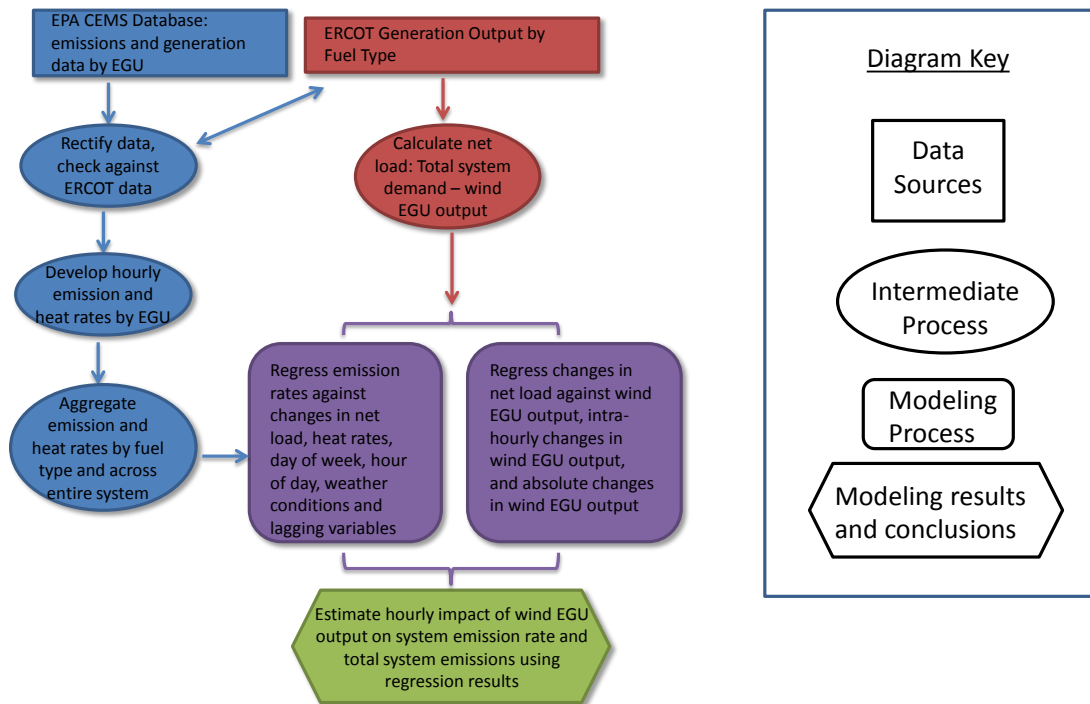 EPA CEMS Database:
emissions and generation
data by EGU
ERCOT Generation Output by
Fuel Type
Rectify data,
check against
ERCOT data
Calculate net
load: Total system
demand – wind
EGU output
Develop hourly
emission and
heat rates by EGU
Aggregate
emission and
heat rates by fuel
type and across
entire system
Regress emission
rates against
changes in net
load, heat rates,
day of week, hour
of day, weather
conditions and
lagging variables
Regress changes in
net load against wind
EGU output, intra-
hourly changes in
wind EGU output,
and absolute changes
in wind EGU output
Estimate hourly impact of wind EGU
output on system emission rate and
total system emissions using
regression results
Diagram Key
Data
Sources
Intermediate
Process
Modeling
Process
Modeling results
and conclusions